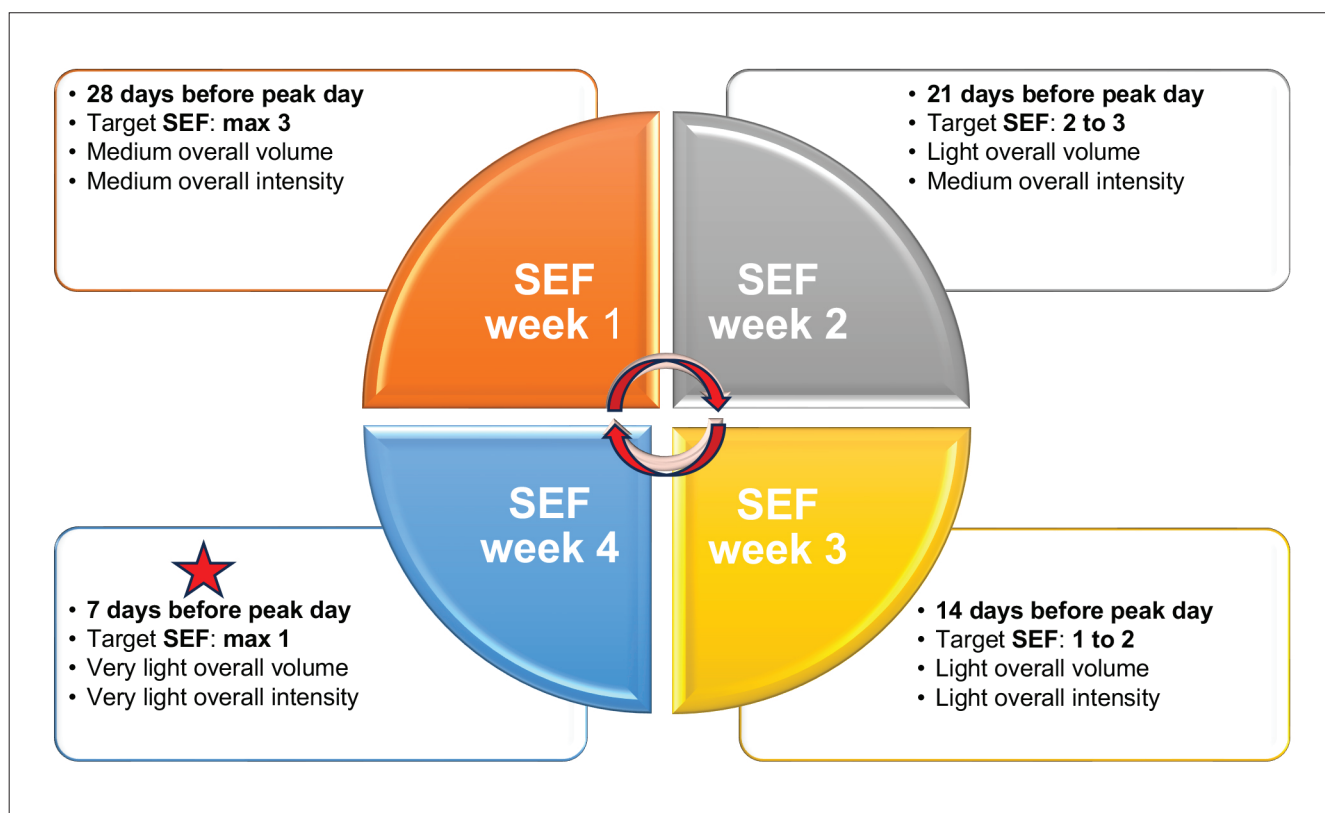 • 28 days before peak day
• Target SEF: max 3
• Medium overall volume
• Medium overall intensity
• 21 days before peak day
• Target SEF: 2 to 3
• Light overall volume
• Medium overall intensity
SEF
week 1
SEF
week 2
SEF
week 4
SEF
week 3
• 7 days before peak day
• Target SEF: max 1
• Very light overall volume
• Very light overall intensity
• 14 days before peak day
• Target SEF: 1 to 2
• Light overall volume
• Light overall intensity